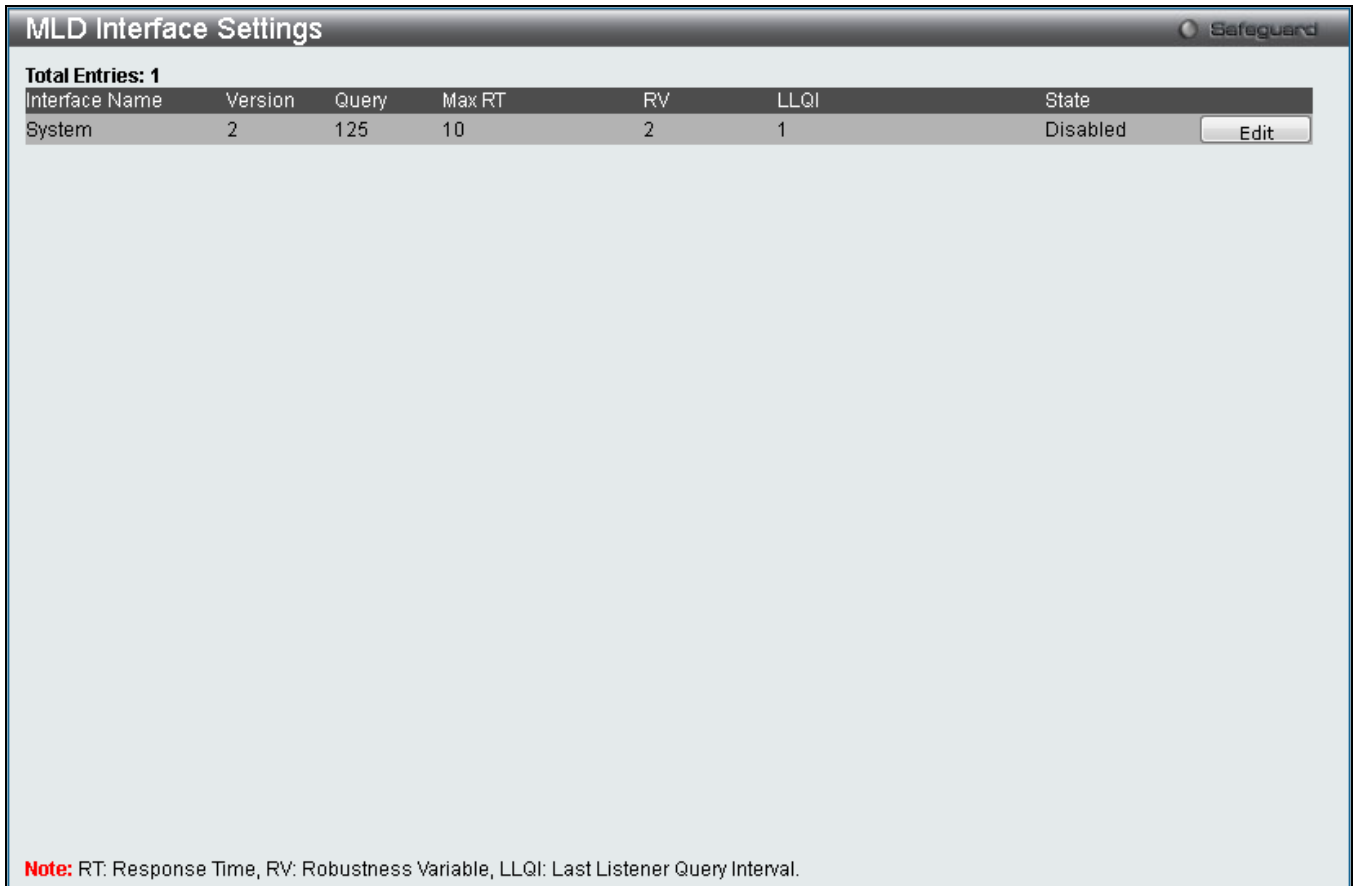 MLD Interface Settings Safeguard
Total Entries: 1
Interface Name Version Query Max RT RV LLQI State
System 2 125 10 2 1 Disabled Edit
Note: RT: Response Time, RV: Robustness Variable, LLQI: Last Listener Query Interval.